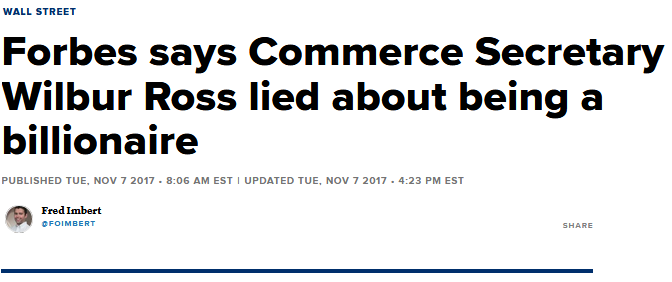 WALL STREET
Forbes says Commerce Secretary
Wilbur Ross lied about being a
billionaire
PUBLISHED TUE, NOV 7 2017 • 8:06 AM EST | UPDATED TUE, NOV 7 2017 • 4:23 PM EST
Fred Imbert
@FOIMBERT
SHARE